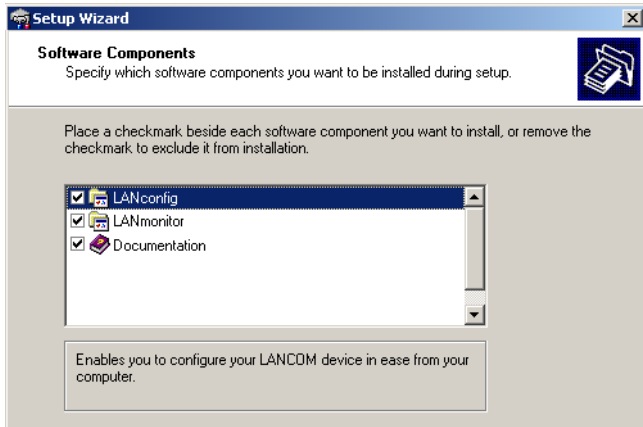 Setup Wizard
Software Components
Specify which software components you want to be installed during setup.
Place a checkmark beside each software component you want to install, or remove the
checkmark to exclude it from installation.
LANconfig
LANmonitor
Documentation
Enables you to configure your LANCOM device in ease from your
computer.